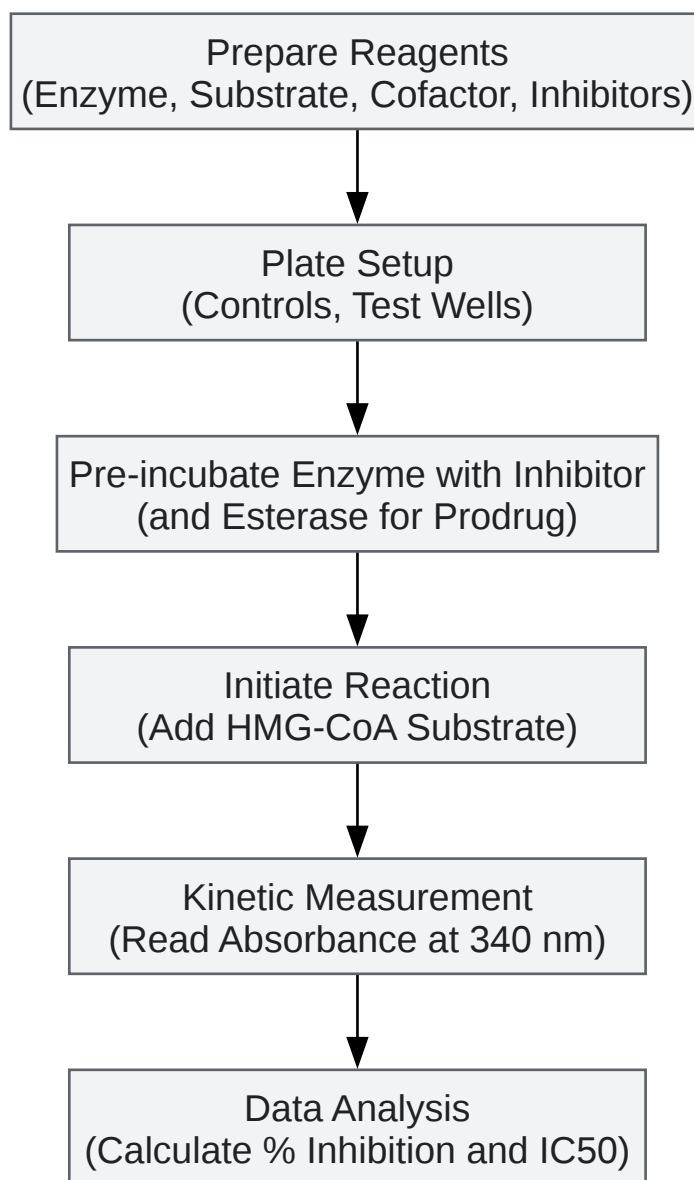 Prepare Reagents
(Enzyme, Substrate, Cofactor, Inhibitors)
Plate Setup
(Controls, Test Wells)
Pre-incubate Enzyme with Inhibitor
(and Esterase for Prodrug)
Initiate Reaction
(Add HMG-CoA Substrate)
Kinetic Measurement
(Read Absorbance at 340 nm)
Data Analysis
(Calculate % Inhibition and IC50)